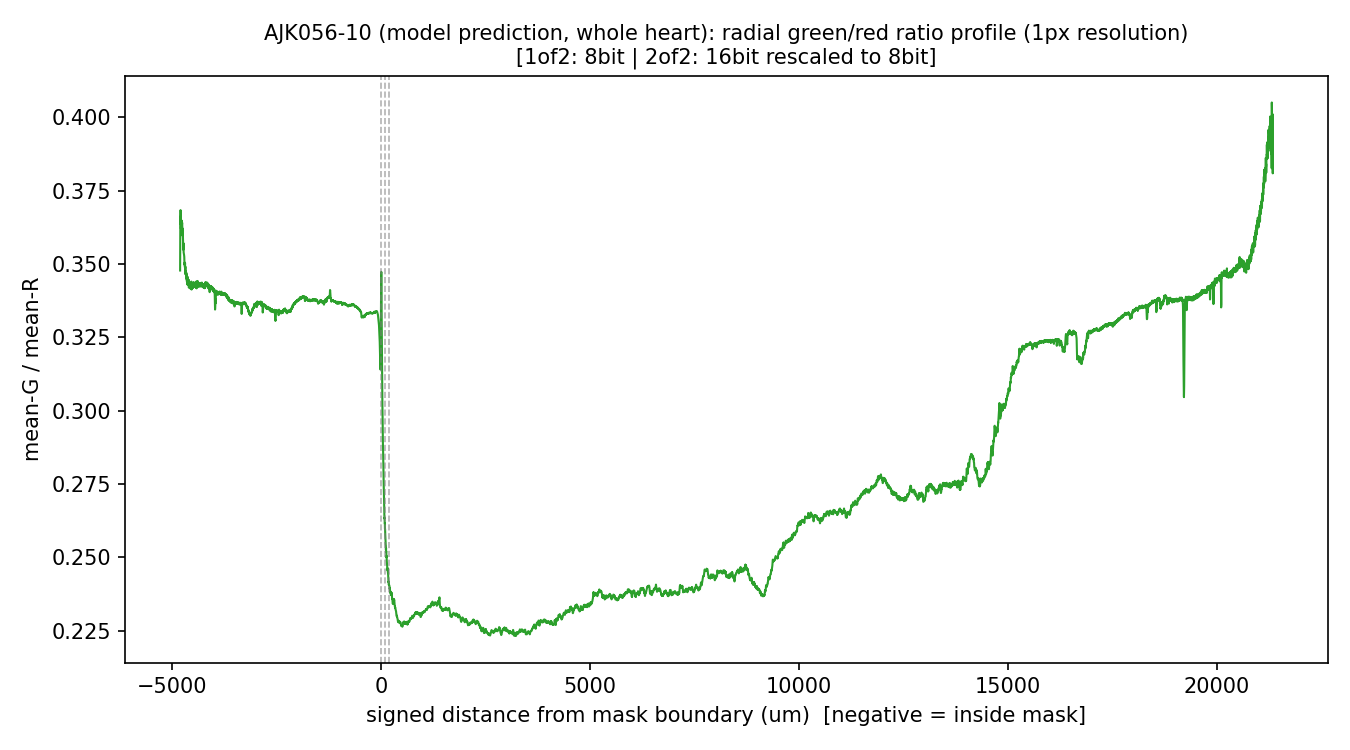 AJK056-10 (model prediction, whole heart): radial green/red ratio profile (1px resolution)
[1of2: 8bit | 2of2: 16bit rescaled to 8bit]
mean-G / mean-R
0.400
0.375
0.350
0.325
0.300
0.275
0.250
0.225
−5000 0 5000 10000 15000 20000
signed distance from mask boundary (um)  [negative = inside mask]